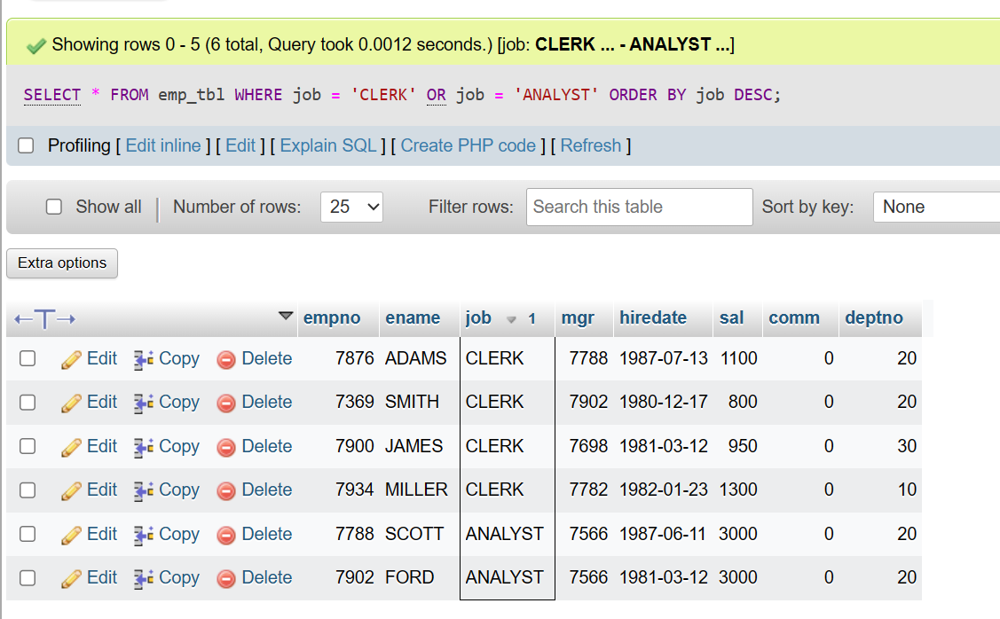 Showing rows 0 - 5 (6 total, Query took 0.0012 seconds.) [job: CLERK ... - ANALYST ...]
SELECT * FROM emp_tbl WHERE job = 'CLERK' OR job = 'ANALYST' ORDER BY job DESC;
Profiling [ Edit inline ] [ Edit ] [ Explain SQL ] [ Create PHP code ] [ Refresh ]
Show all | Number of rows: 25 Filter rows: Search this table Sort by key: None
Extra options
←T→ empno ename job 1 mgr hiredate sal comm deptno
Edit Copy Delete 7876 ADAMS CLERK 7788 1987-07-13 1100 0 20
Edit Copy Delete 7369 SMITH CLERK 7902 1980-12-17 800 0 20
Edit Copy Delete 7900 JAMES CLERK 7698 1981-03-12 950 0 30
Edit Copy Delete 7934 MILLER CLERK 7782 1982-01-23 1300 0 10
Edit Copy Delete 7788 SCOTT ANALYST 7566 1987-06-11 3000 0 20
Edit Copy Delete 7902 FORD ANALYST 7566 1981-03-12 3000 0 20